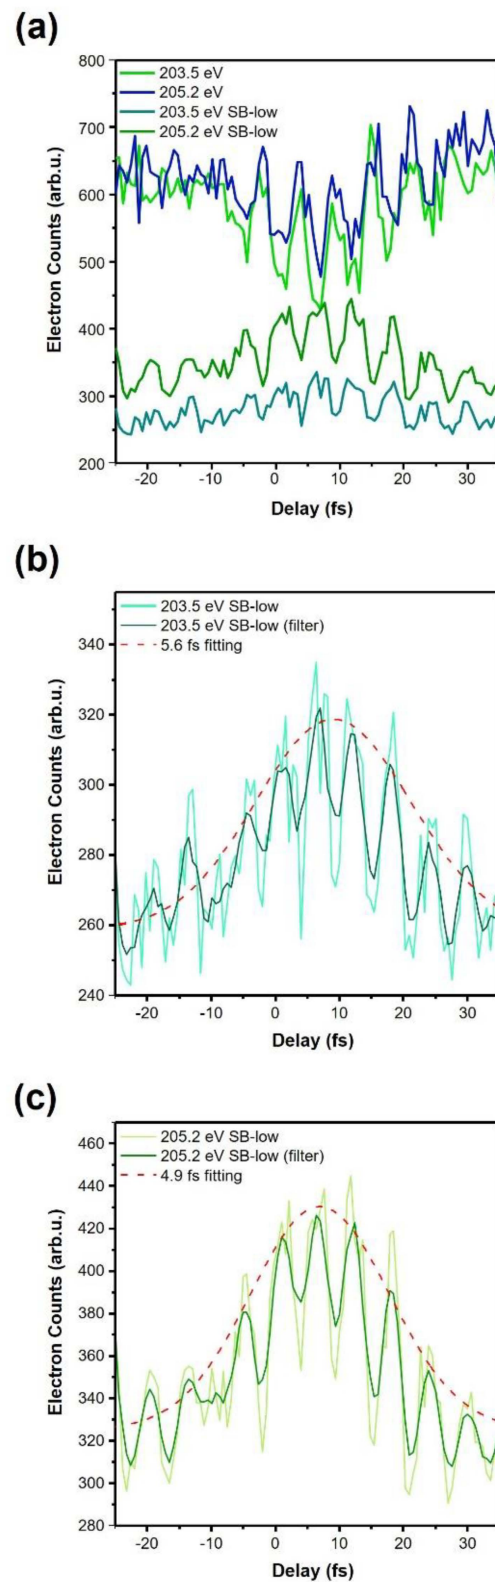 (a)
800
700
600
500
400
300
200
Electron Counts (arb.u.)
203.5 eV
205.2 eV
203.5 eV SB-low
205.2 eV SB-low
-20 -10 0 10 20 30
Delay (fs)
(b)
340
320
300
280
260
240
Electron Counts (arb.u.)
203.5 eV SB-low
203.5 eV SB-low (filter)
5.6 fs fitting
-20 -10 0 10 20 30
Delay (fs)
(c)
460
440
420
400
380
360
340
320
300
280
Electron Counts (arb.u.)
205.2 eV SB-low
205.2 eV SB-low (filter)
4.9 fs fitting
-20 -10 0 10 20 30
Delay (fs)